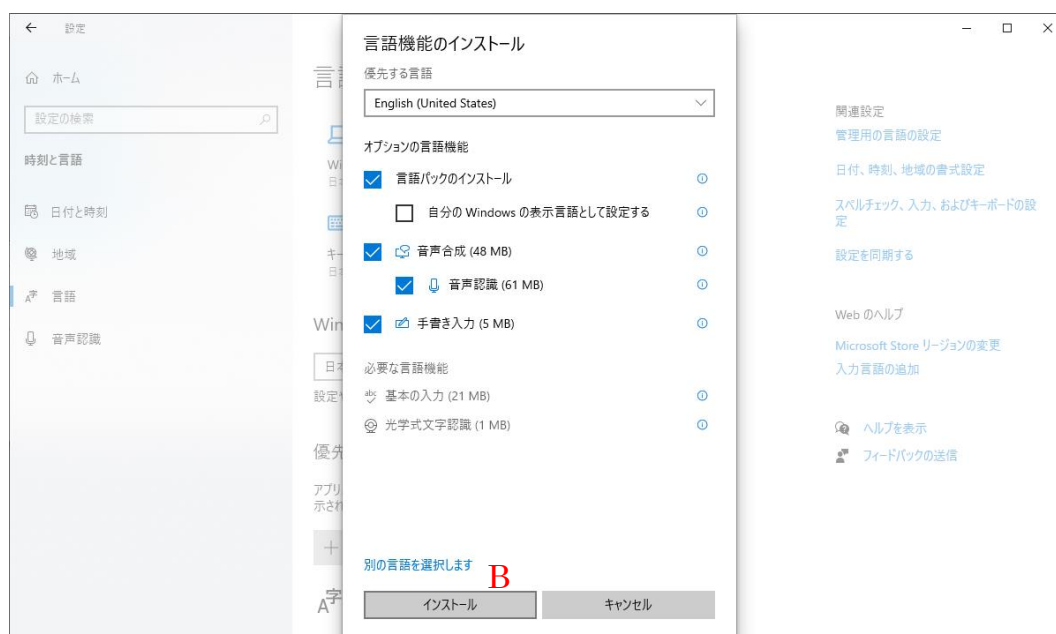 設定
ホーム
設定の検索
時刻と言語
日付と時刻
地域
言語
音声認識
言語機能のインストール
優先する言語
English (United States)
オプションの言語機能
言語パックのインストール
自分の Windows の表示言語として設定する
音声合成 (48 MB)
音声認識 (61 MB)
手書き入力 (5 MB)
必要な言語機能
abc 基本の入力 (21 MB)
光学式文字認識 (1 MB)
別の言語を選択します
B
インストール
キャンセル
Win
設定
優先
アプリ
示され
関連設定
管理用の言語の設定
日付、時刻、地域の書式設定
スペルチェック、入力、およびキーボードの設
定
設定を同期する
Web のヘルプ
Microsoft Store リージョンの変更
入力言語の追加
ヘルプを表示
フィードバックの送信